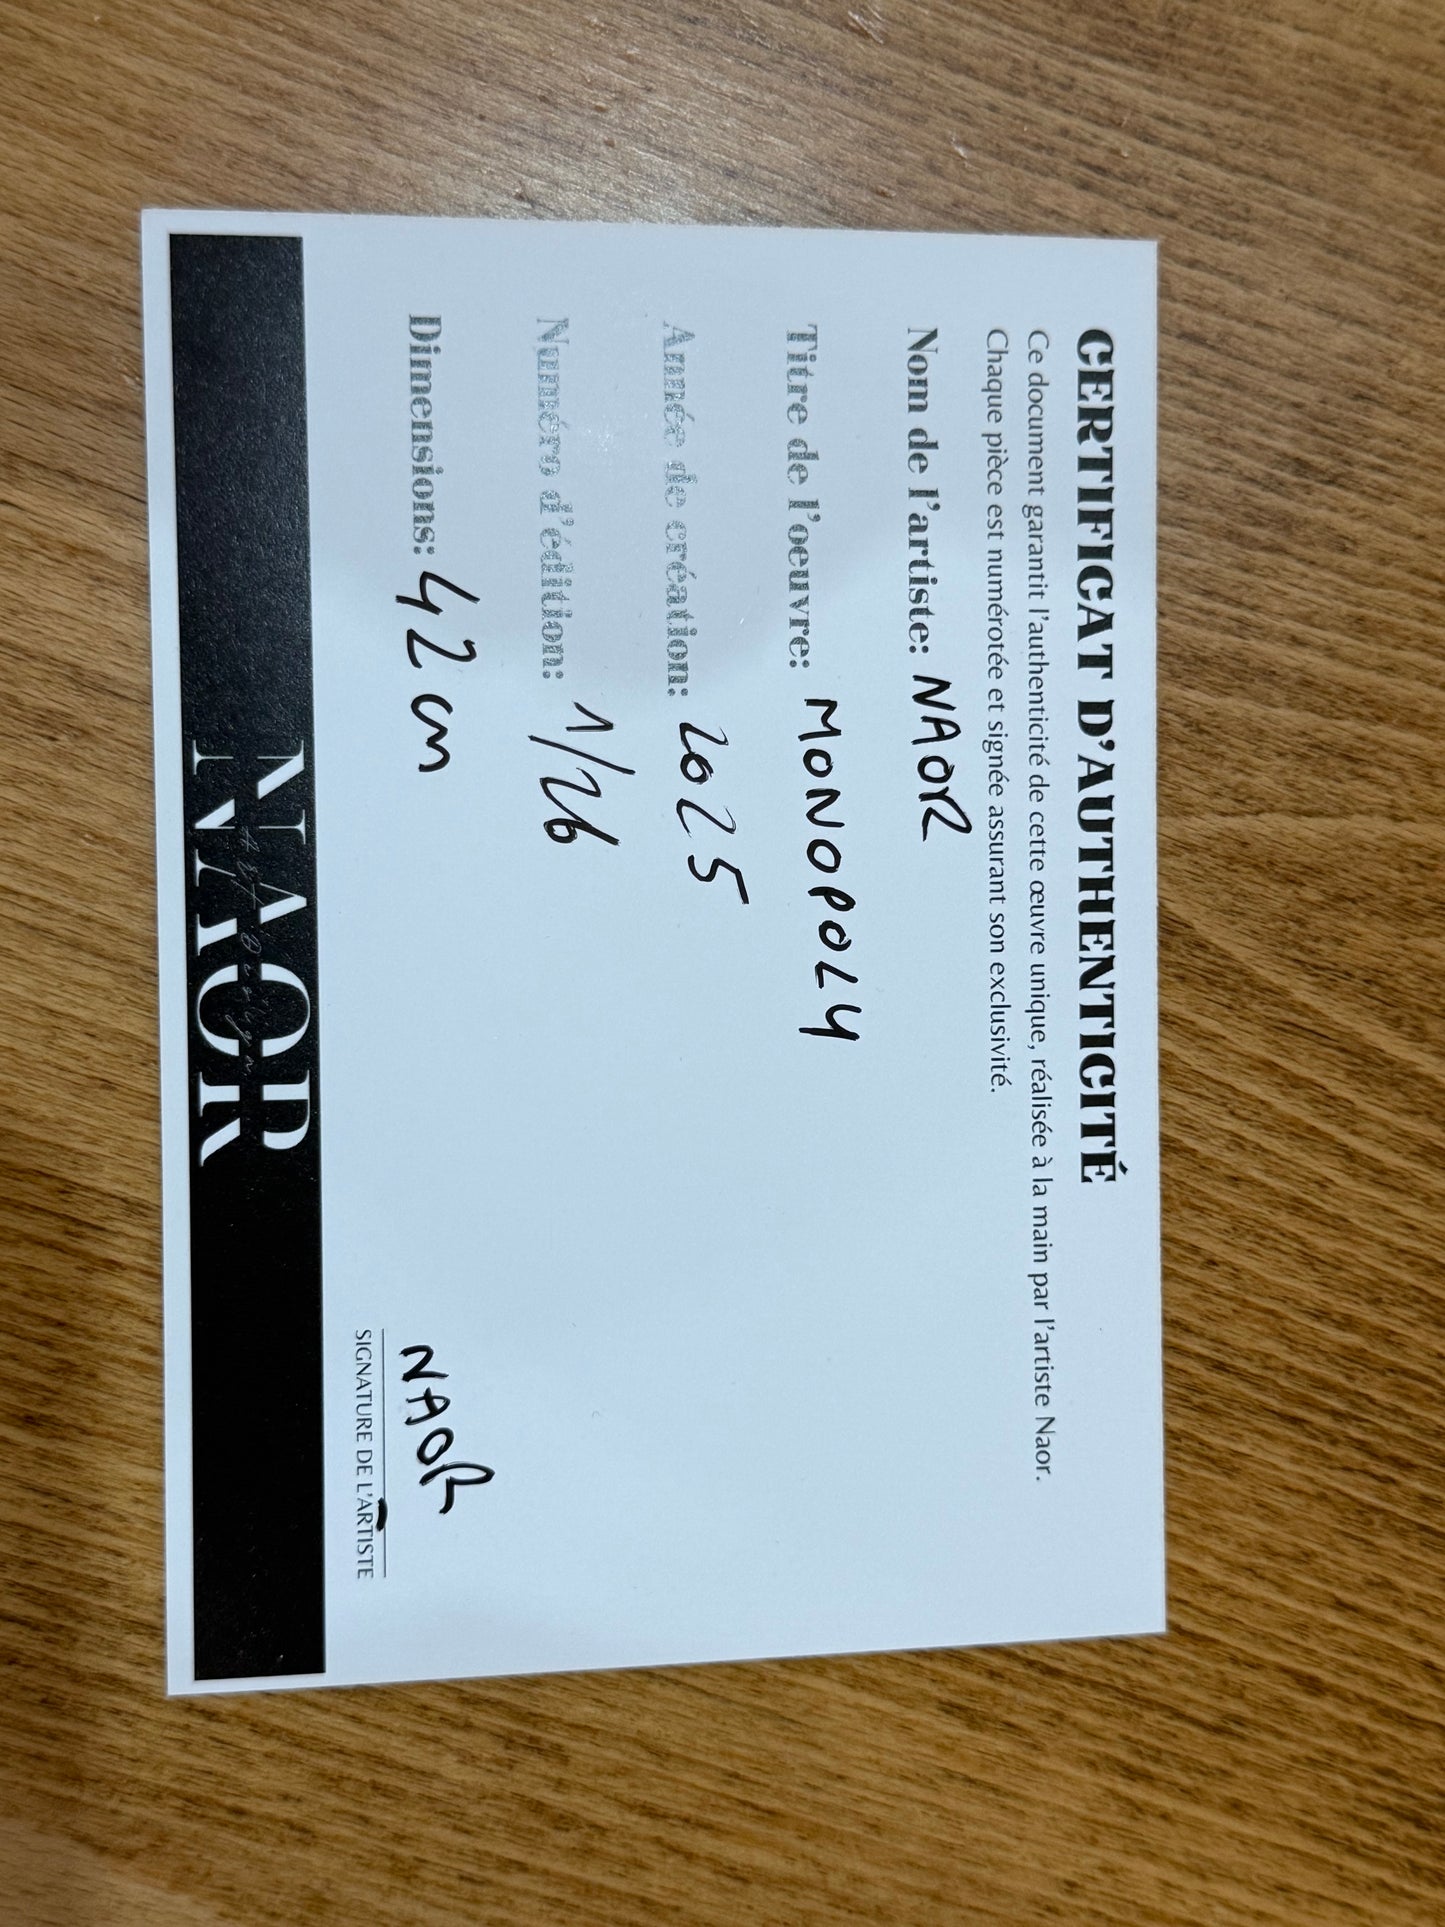 CERTIFICAT D'AUTHENTICITÉ
Ce document garantit l'authenticité de cette œuvre unique, réalisée à la main par l'artiste Naor.
Chaque pièce est numérotée et signée assurant son exclusivité.
Nom de l'artiste: NAOR
Titre de l'oeuvre: MONOPOLY
Année de création: 2025
Numéro d'édition: 1/26
Dimensions: 42 cm
NAOR
SIGNATURE DE L'ARTISTE
NAOR
Art Design